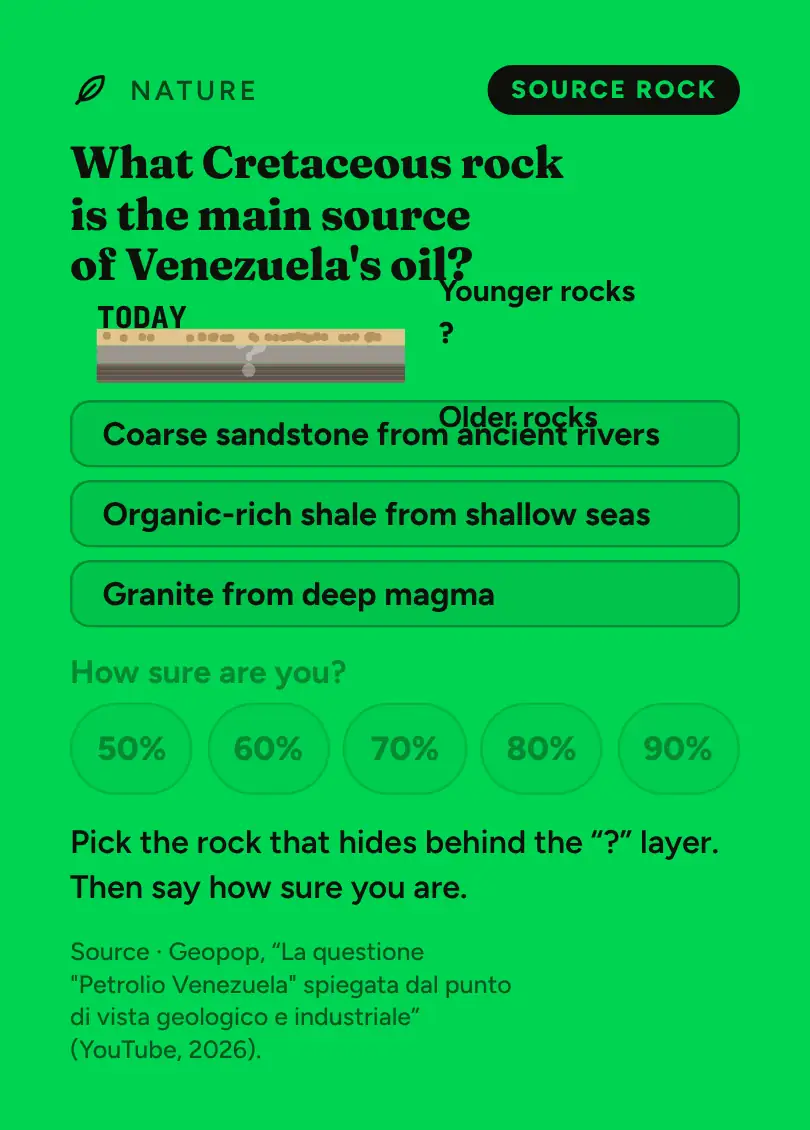 NATURE
SOURCE ROCK
What Cretaceous rock
is the main source
of Venezuela's oil?
TODAY
?
Younger rocks
?
Older rocks
Coarse sandstone from ancient rivers
Organic-rich shale from shallow seas
Granite from deep magma
How sure are you?
50%
60%
70%
80%
90%
Pick the rock that hides behind the “?” layer.
Then say how sure you are.
Source · Geopop, “La questione
"Petrolio Venezuela" spiegata dal punto
di vista geologico e industriale”
(YouTube, 2026).